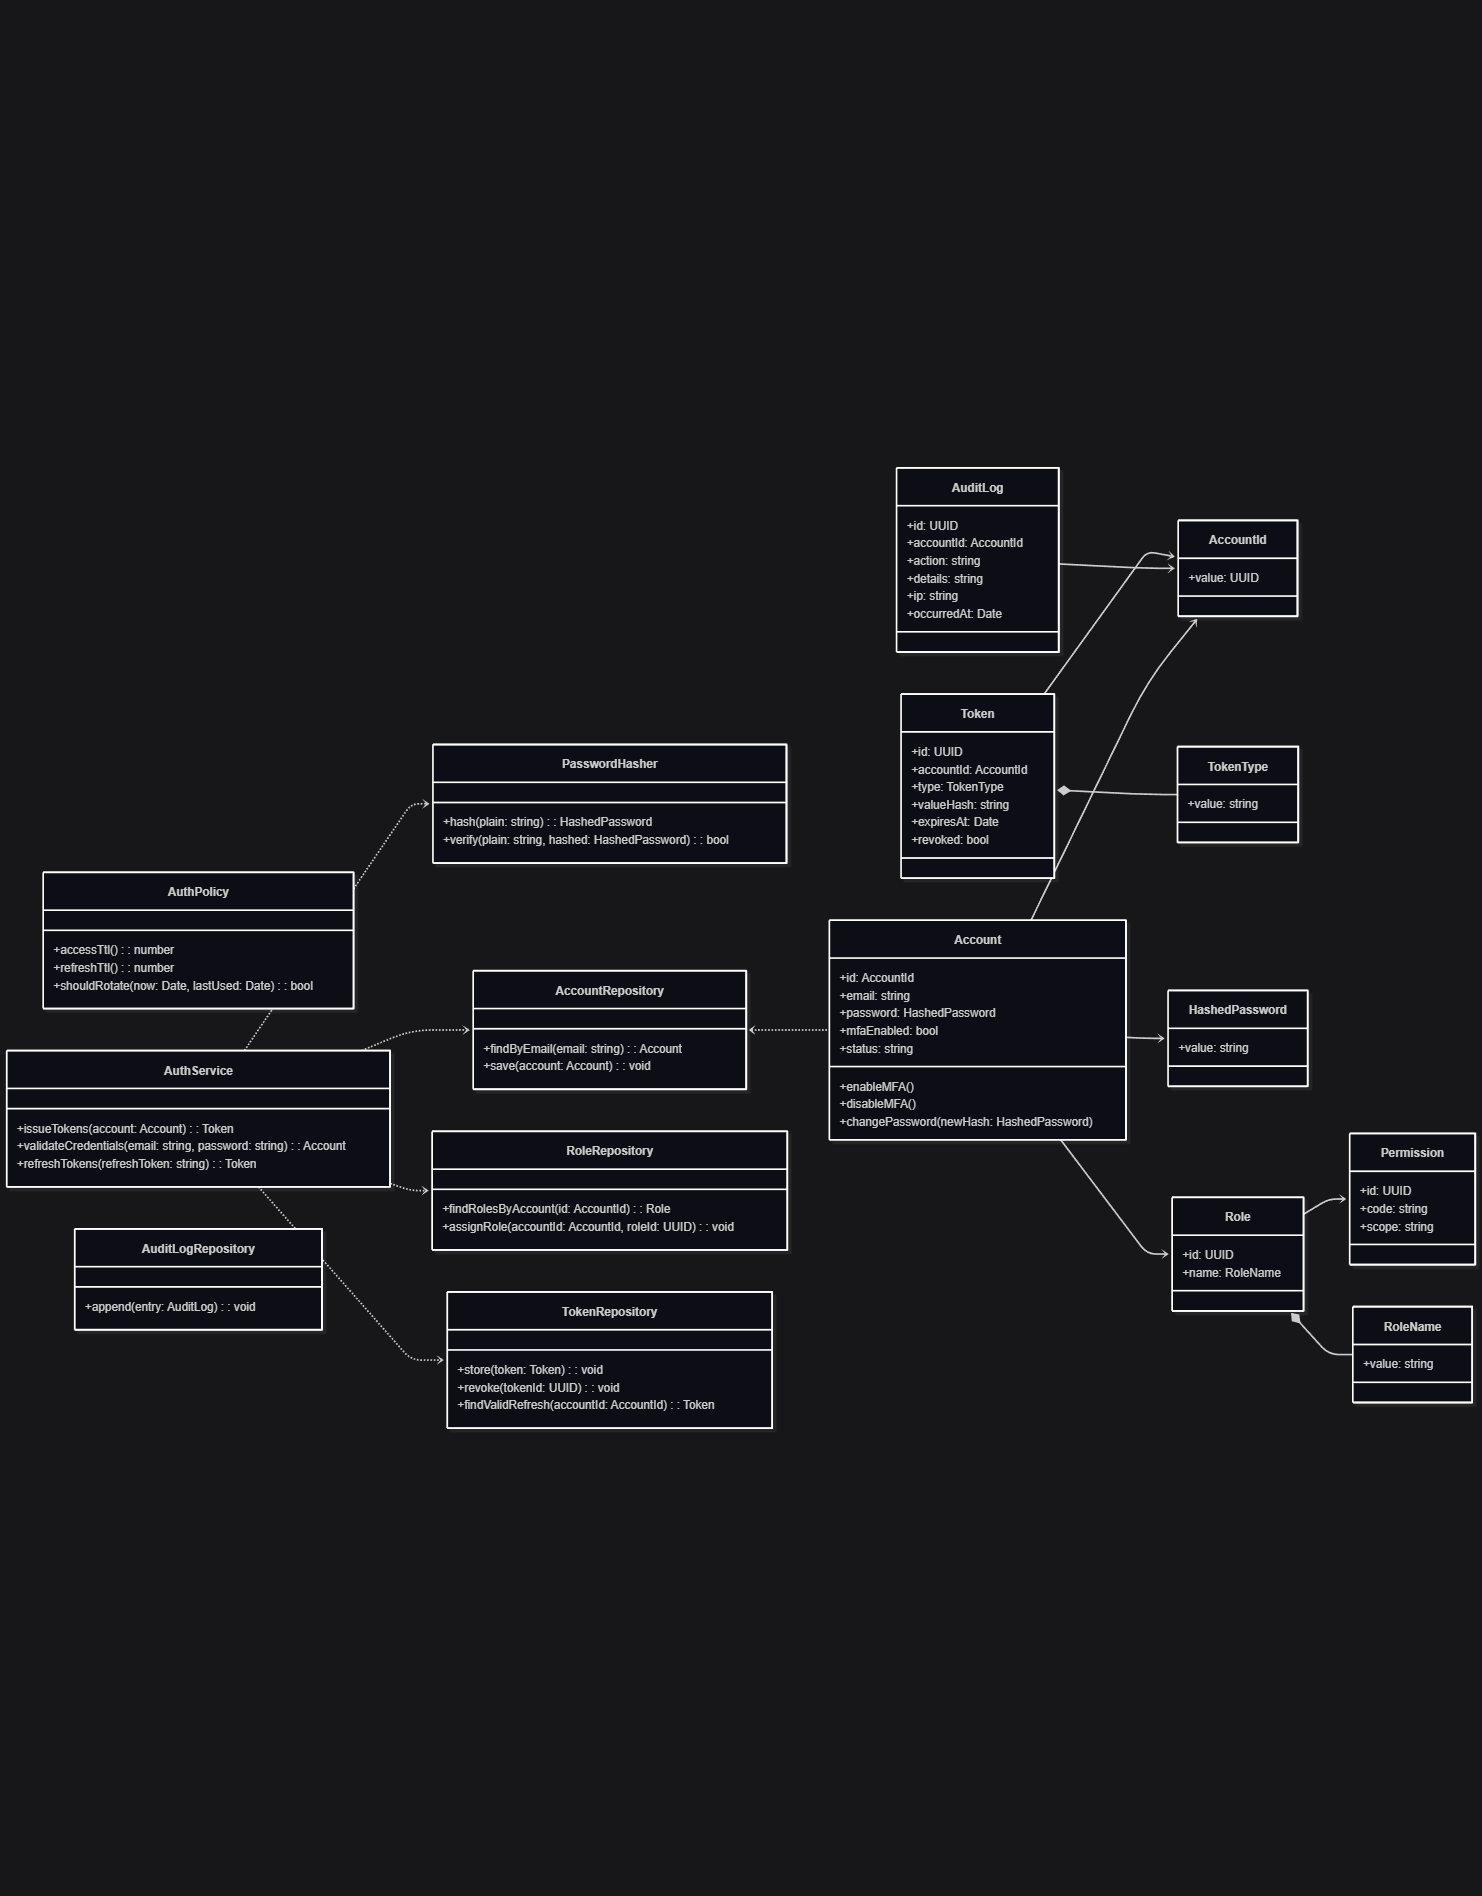 AuditLog
+id: UUID
+accountId: AccountId
+action: string
+details: string
+ip: string
+occurredAt: Date
AccountId
+value: UUID
Token
+id: UUID
+accountId: AccountId
+type: TokenType
+valueHash: string
+expiresAt: Date
+revoked: bool
TokenType
+value: string
PasswordHasher
+hash(plain: string) : : HashedPassword
+verify(plain: string, hashed: HashedPassword) : : bool
AuthPolicy
+accessTtl() : : number
+refreshTtl() : : number
+shouldRotate(now: Date, lastUsed: Date) : : bool
AccountRepository
+findByEmail(email: string) : : Account
+save(account: Account) : : void
Account
+id: AccountId
+email: string
+password: HashedPassword
+mfaEnabled: bool
+status: string
+enableMFA()
+disableMFA()
+changePassword(newHash: HashedPassword)
HashedPassword
+value: string
AuthService
+issueTokens(account: Account) : : Token
+validateCredentials(email: string, password: string) : : Account
+refreshTokens(refreshToken: string) : : Token
RoleRepository
+findRolesByAccount(id: AccountId) : : Role
+assignRole(accountId: AccountId, roleId: UUID) : : void
Permission
+id: UUID
+code: string
+scope: string
Role
+id: UUID
+name: RoleName
AuditLogRepository
+append(entry: AuditLog) : : void
TokenRepository
+store(token: Token) : : void
+revoke(tokenId: UUID) : : void
+findValidRefresh(accountId: AccountId) : : Token
RoleName
+value: string